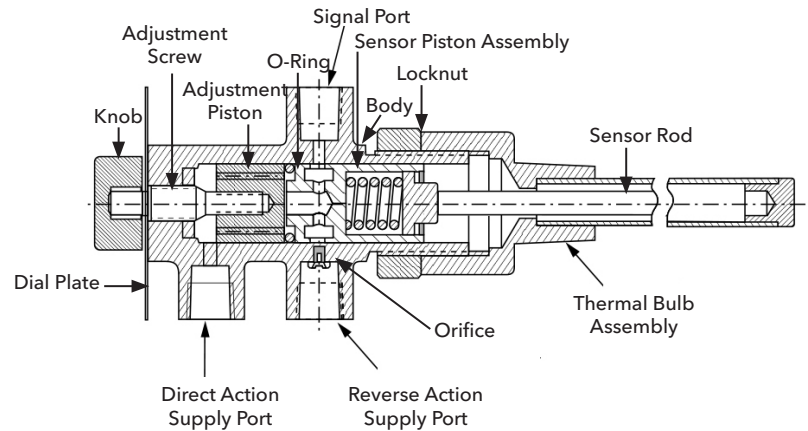 Signal Port
Adjustment
Screw
Sensor Piston Assembly
O-Ring
Locknut
Adjustment
Piston
Body
Knob
Sensor Rod
Dial Plate
Thermal Bulb
Assembly
Orifice
Direct Action
Supply Port
Reverse Action
Supply Port